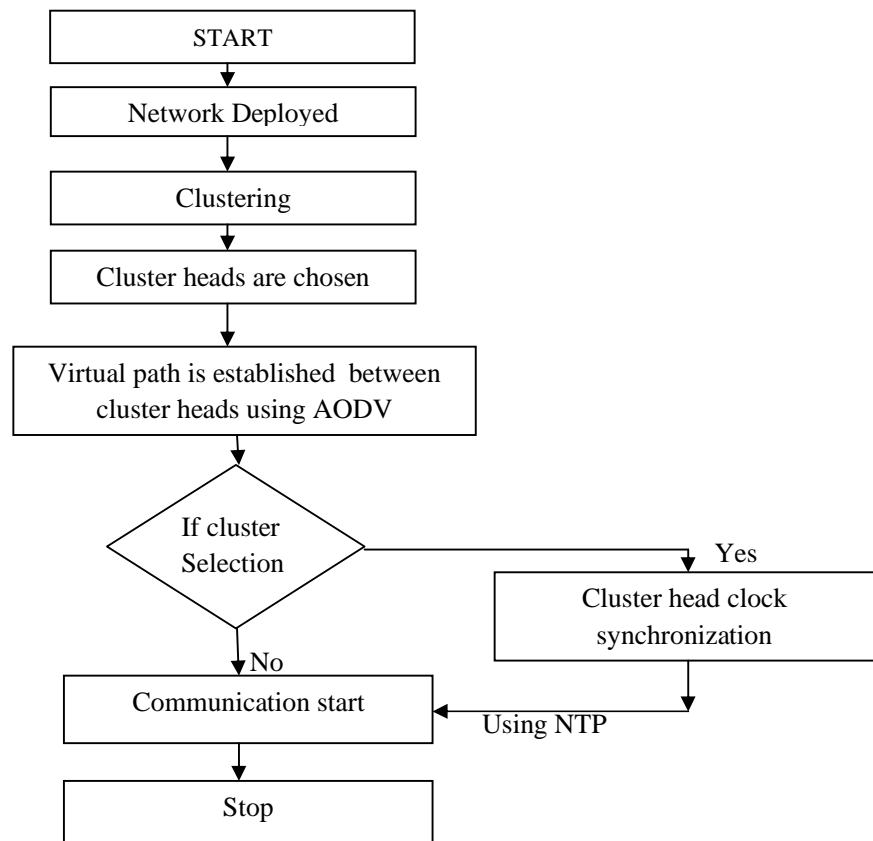 START
Network Deployed
Clustering
Cluster heads are chosen
Virtual path is established between
cluster heads using AODV
If cluster
Selection
Yes
Cluster head clock
synchronization
No
Communication start
Using NTP
Stop